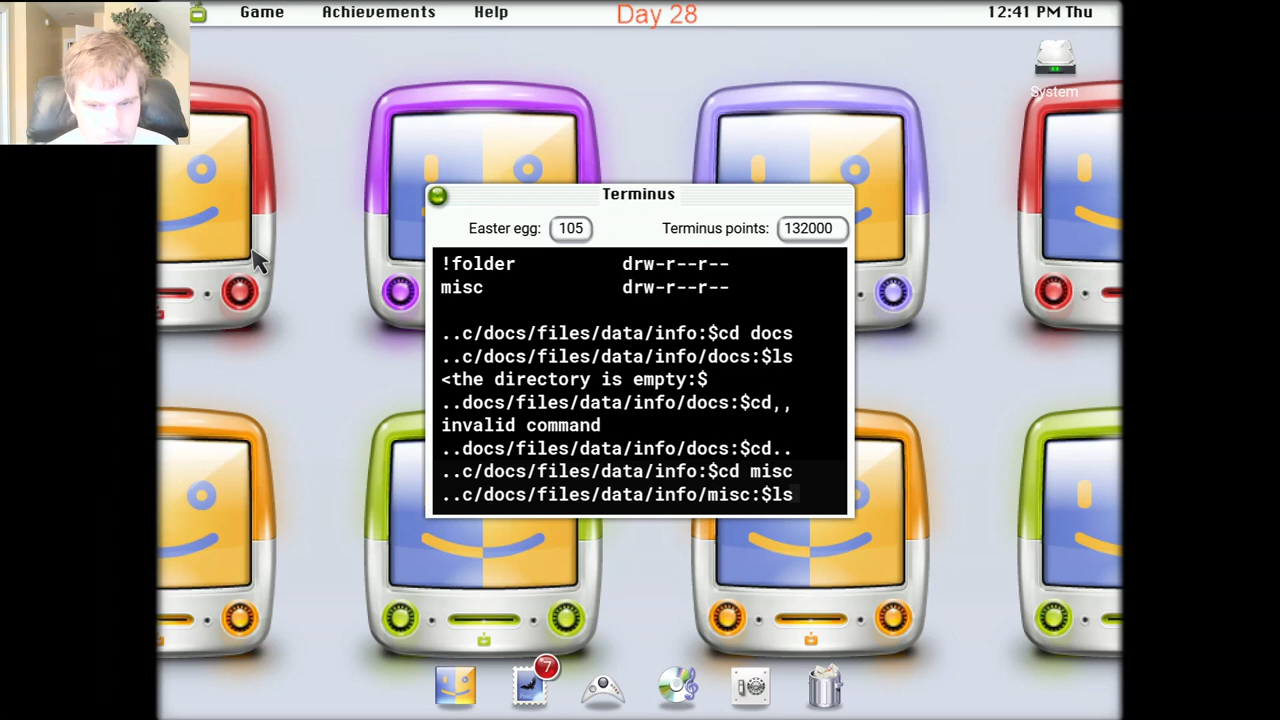 Game Achievements Help Day 28 12:41 PM Thu
System
Terminus
Easter egg: 105 Terminus points: 132000
!folder drw-r--r--
misc drw-r--r--
..c/docs/files/data/info:$cd docs
..c/docs/files/data/info/docs:$ls
<the directory is empty:$
..docs/files/data/info/docs:$cd,,
invalid command
..docs/files/data/info/docs:$cd..
..c/docs/files/data/info:$cd misc
..c/docs/files/data/info/misc:$ls
7